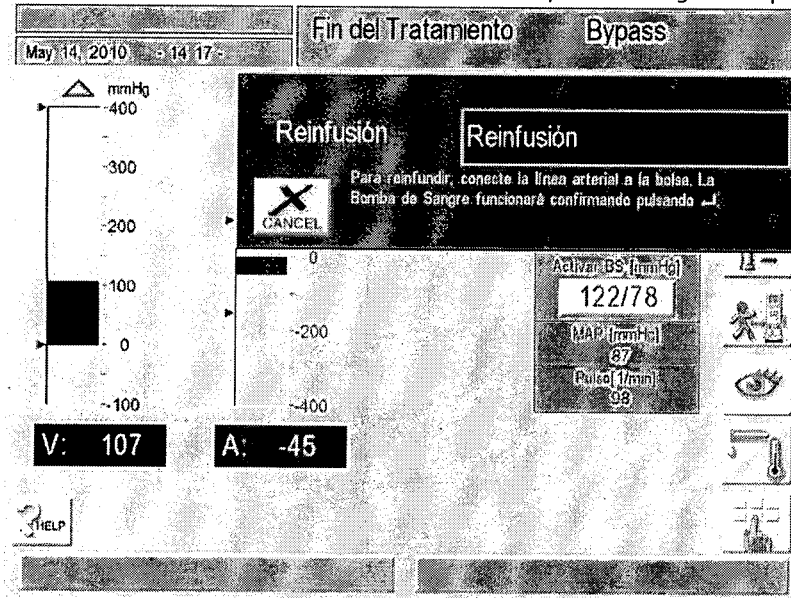 Fin del Tratamiento Bypass
May 14, 2010 - 14 17 -
mmHg
400
300
200
100
0
-100
V: 107
Reinfusión
Reinfusión
Para reinfundir, conecte la línea arterial a la bolsa. La
Bomba de Sangre funcionará confirmando pulsando
CANCEL
0
-200
-400
A: -45
Activar BS [mmHg]
122/78
MAP [mmHg]
87
Pulso[1/min]
98
HELP